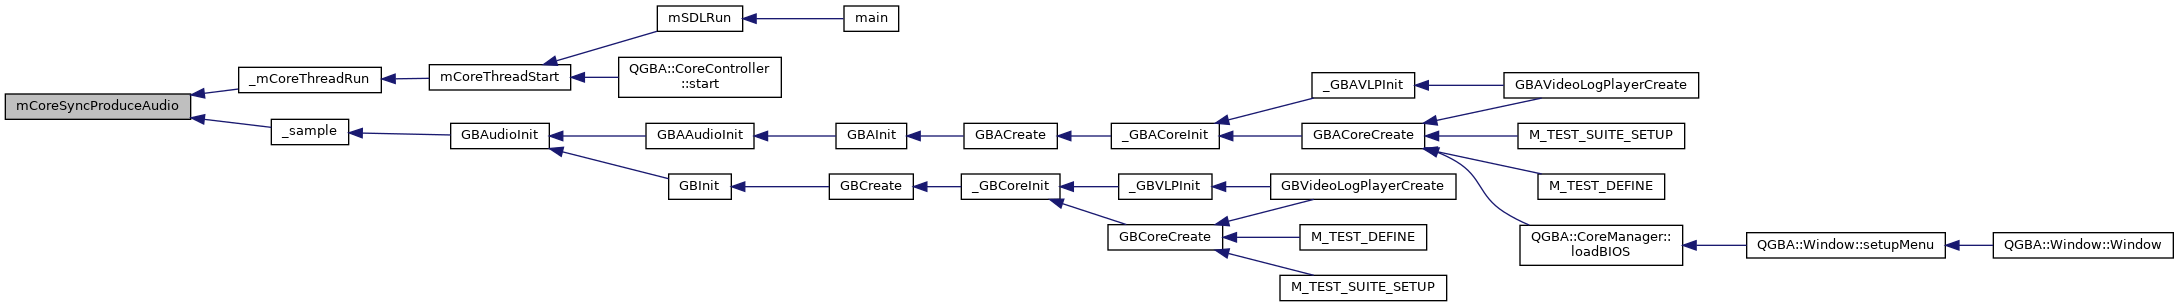 mSDLRun
main
QGBA::CoreController
::start
_mCoreThreadRun
mCoreThreadStart
mCoreSyncProduceAudio
_sample
GBAudioInit
GBAAudioInit
GBAInit
GBACreate
_GBACoreInit
_GBAVLPInit
GBAVideoLogPlayerCreate
GBACoreCreate
M_TEST_SUITE_SETUP
M_TEST_DEFINE
GBInit
GBCreate
_GBCoreInit
_GBVLPInit
GBVideoLogPlayerCreate
GBCoreCreate
M_TEST_DEFINE
M_TEST_SUITE_SETUP
QGBA::CoreManager::
loadBIOS
QGBA::Window::setupMenu
QGBA::Window::Window